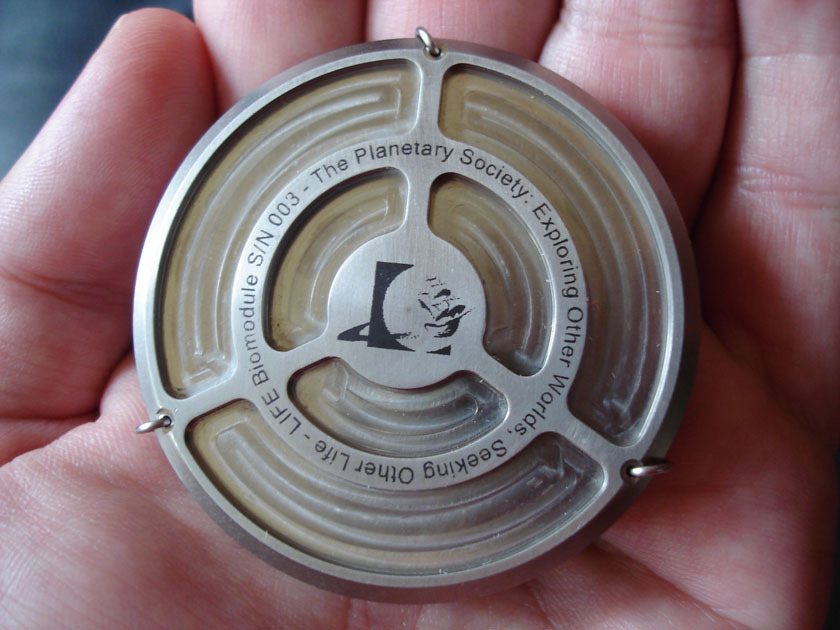 LIFE Biomodule S/N 003 - The Planetary Society: Exploring Other Worlds, Seeking Other Life -